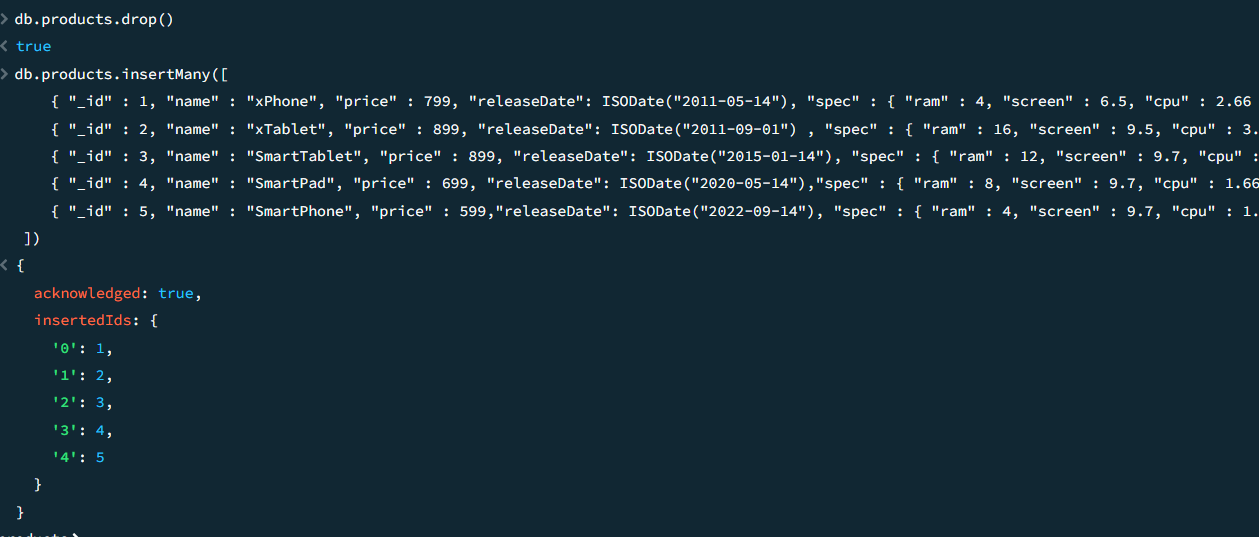 > db.products.drop()
< true
> db.products.insertMany([
{ "_id" : 1, "name" : "xPhone", "price" : 799, "releaseDate": ISODate("2011-05-14"), "spec" : { "ram" : 4, "screen" : 6.5, "cpu" : 2.66
{ "_id" : 2, "name" : "xTablet", "price" : 899, "releaseDate": ISODate("2011-09-01") , "spec" : { "ram" : 16, "screen" : 9.5, "cpu" : 3.
{ "_id" : 3, "name" : "SmartTablet", "price" : 899, "releaseDate": ISODate("2015-01-14"), "spec" : { "ram" : 12, "screen" : 9.7, "cpu" :
{ "_id" : 4, "name" : "SmartPad", "price" : 699, "releaseDate": ISODate("2020-05-14"),"spec" : { "ram" : 8, "screen" : 9.7, "cpu" : 1.66
{ "_id" : 5, "name" : "SmartPhone", "price" : 599,"releaseDate": ISODate("2022-09-14"), "spec" : { "ram" : 4, "screen" : 9.7, "cpu" : 1.
])
< {
acknowledged: true,
insertedIds: {
'0': 1,
'1': 2,
'2': 3,
'3': 4,
'4': 5
}
}